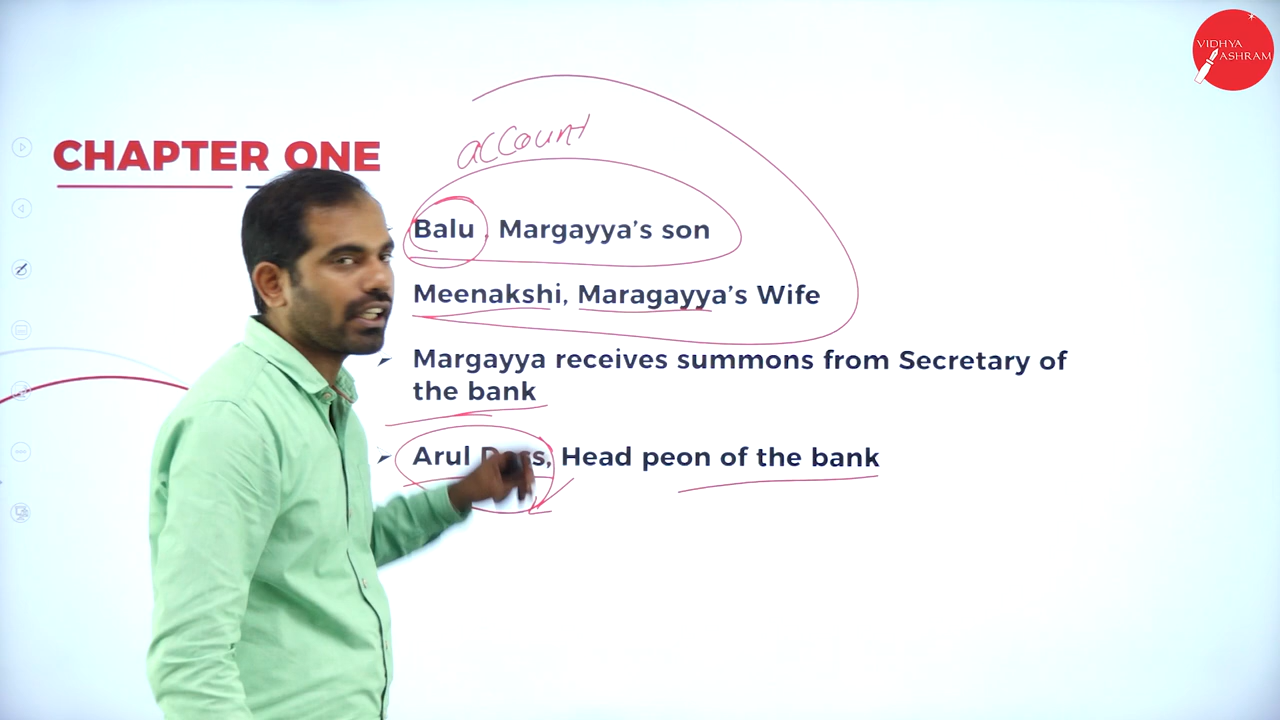 VIDHYA
ASHRAM
account
CHAPTER ONE
Balu, Margayya's son
Meenakshi, Maragayya's Wife
Margayya receives summons from Secretary of
the bank
Arul Dass, Head peon of the bank